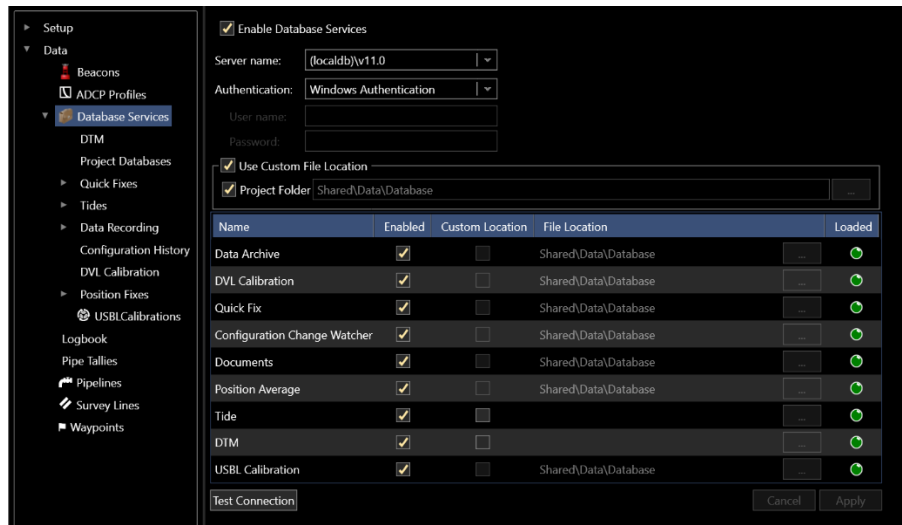 Setup
Data
Beacons
ADCP Profiles
Database Services
DTM
Project Databases
Quick Fixes
Tides
Data Recording
Configuration History
DVL Calibration
Position Fixes
USBLCalibrations
Logbook
Pipe Tallies
Pipelines
Survey Lines
Waypoints
Enable Database Services
Server name: (localdb)\v11.0
Authentication: Windows Authentication
User name:
Password:
Use Custom File Location
Project Folder Shared\Data\Database ...
Name Enabled Custom Location File Location Loaded
Data Archive Shared\Data\Database ...
DVL Calibration Shared\Data\Database ...
Quick Fix Shared\Data\Database ...
Configuration Change Watcher Shared\Data\Database ...
Documents Shared\Data\Database ...
Position Average Shared\Data\Database ...
Tide ...
DTM ...
USBL Calibration Shared\Data\Database ...
Test Connection Cancel Apply